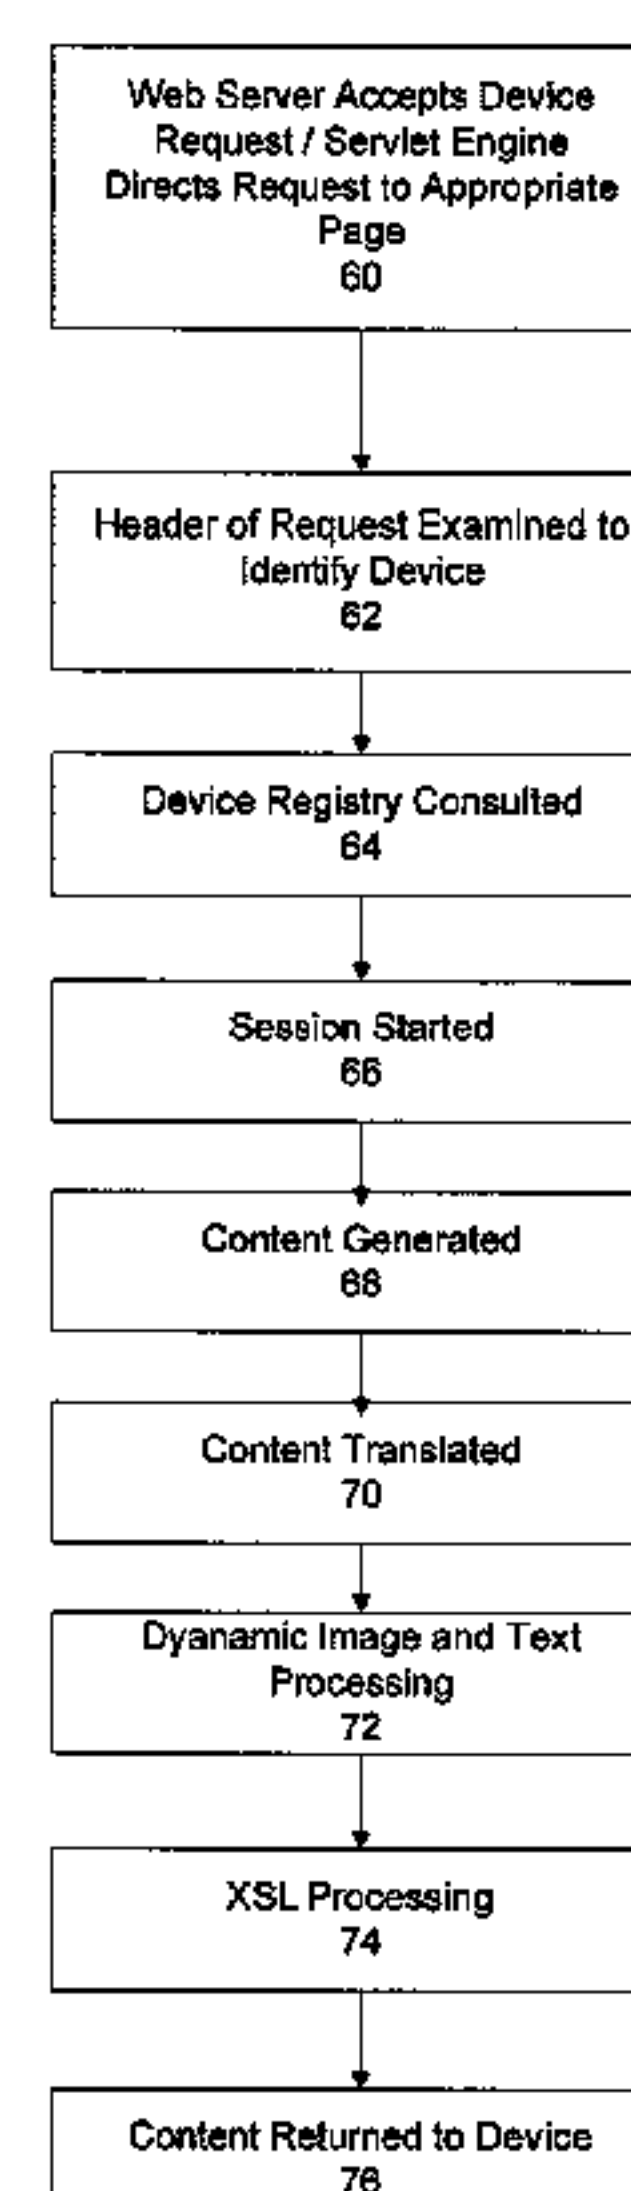 Web Server Accepts Device
Request / Servlet Engine
Directs Request to Appropriate
Page
60
Header of Request Examined to
Identify Device
62
Device Registry Consulted
64
Session Started
66
Content Generated
68
Content Translated
70
Dyanamic Image and Text
Processing
72
XSL Processing
74
Content Returned to Device
76